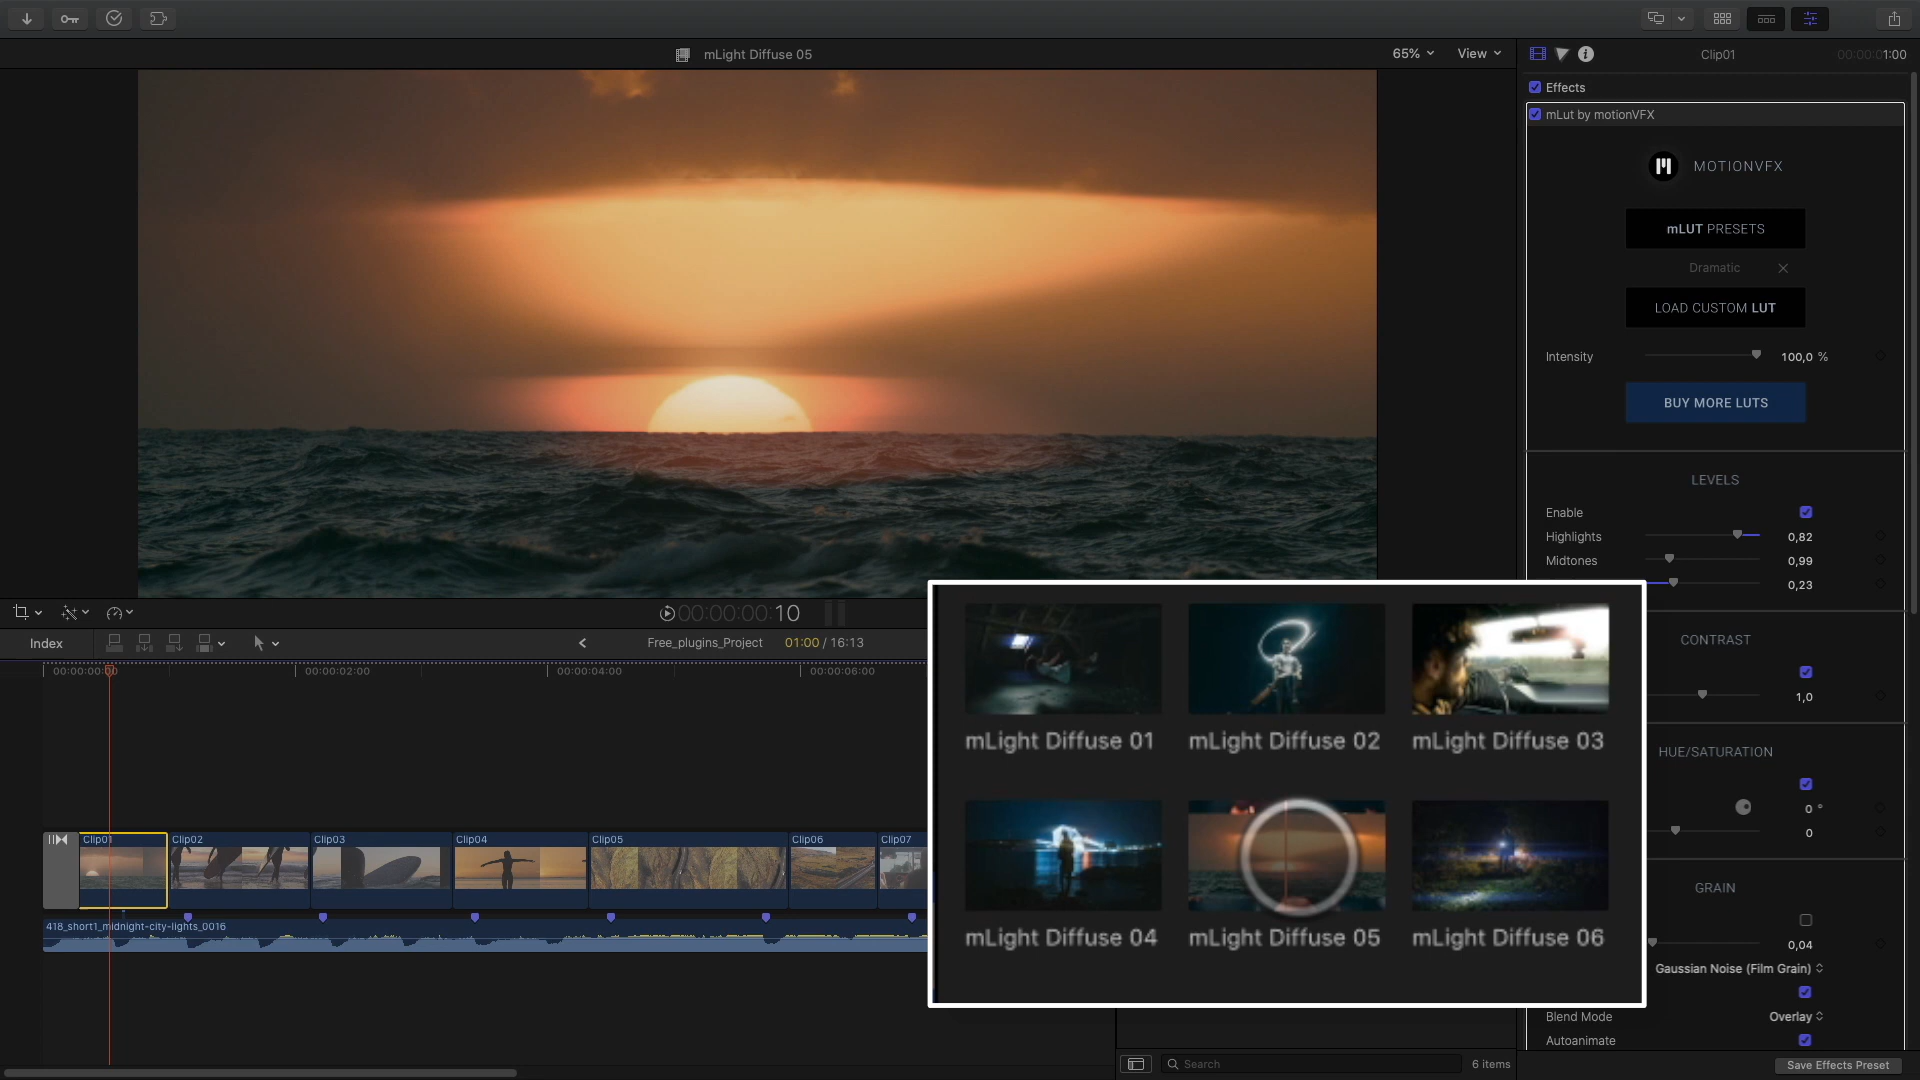 mLight Diffuse 05
65%
View
Clip01
00:00:01:00
Effects
mLut by motionVFX
MOTIONVFX
mLUT PRESETS
Dramatic
LOAD CUSTOM LUT
Intensity
100,0 %
BUY MORE LUTS
LEVELS
Enable
Highlights
0,82
Midtones
0,99
0,23
00:00:00:10
Index
Free_plugins_Project
01:00 / 16:13
00:00:02:00
00:00:04:00
00:00:06:00
CONTRAST
1,0
HUE/SATURATION
0 °
0
GRAIN
0,04
Gaussian Noise (Film Grain)
Blend Mode
Overlay
Autoanimate
Save Effects Preset
mLight Diffuse 01
mLight Diffuse 02
mLight Diffuse 03
mLight Diffuse 04
mLight Diffuse 05
mLight Diffuse 06
Clip01
Clip02
Clip03
Clip04
Clip05
Clip06
Clip07
418_short1_midnight-city-lights_0016
Search
6 items